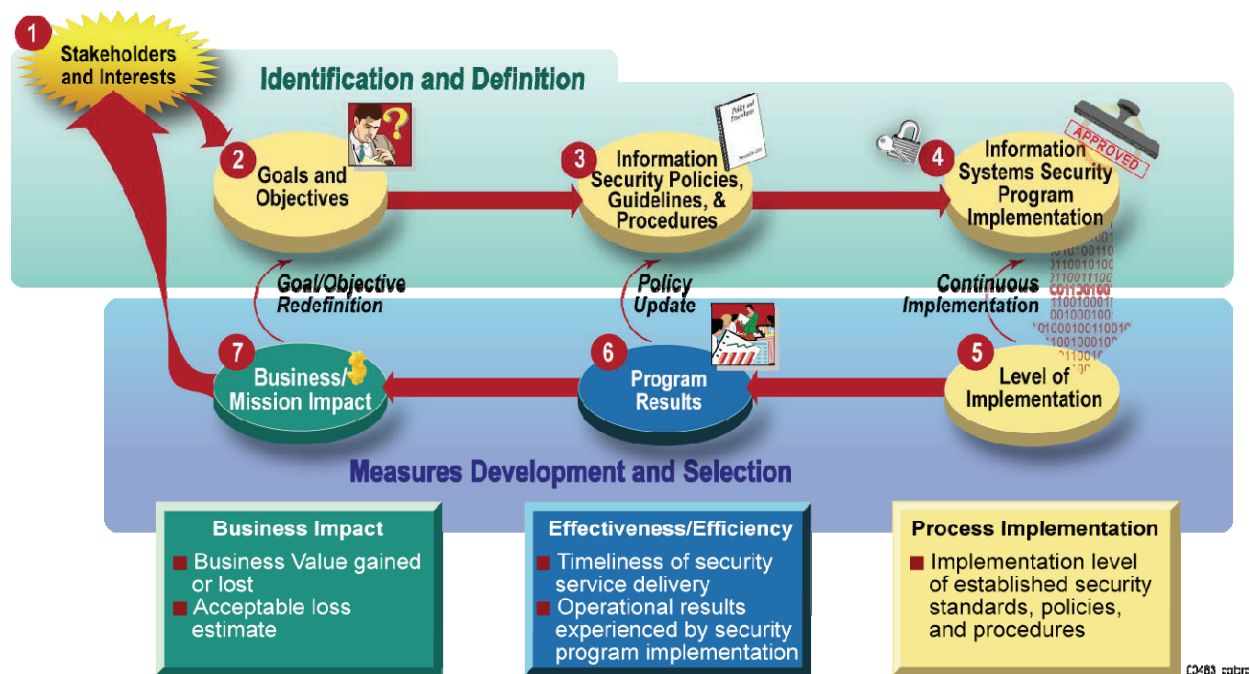 1
Stakeholders
and Interests
Identification and Definition
2
Goals and
Objectives
3
Information
Security Policies,
Guidelines, &
Procedures
Policy and
Procedures
4
Information
Systems Security
Program
Implementation
APPROVED
Goal/Objective
Redefinition
Policy
Update
Continuous
Implementation
7
Business/
Mission Impact
6
Program
Results
5
Level of
Implementation
Measures Development and Selection
Business Impact
Business Value gained
or lost
Acceptable loss
estimate
Effectiveness/Efficiency
Timeliness of security
service delivery
Operational results
experienced by security
program implementation
Process Implementation
Implementation level
of established security
standards, policies,
and procedures